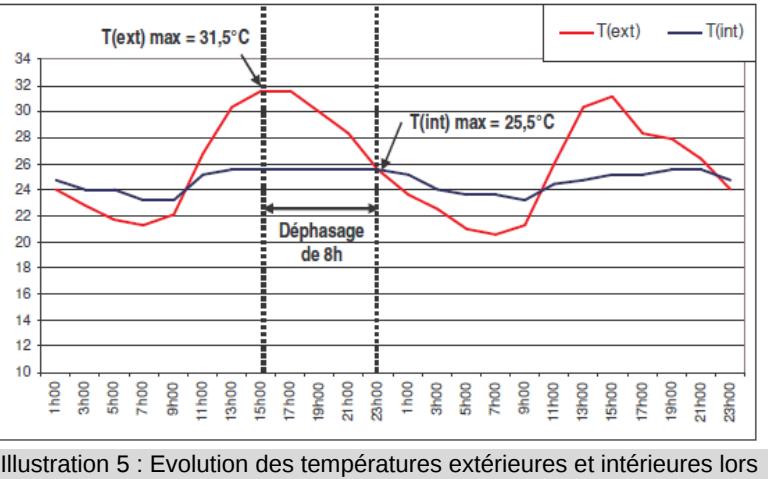 T(ext) max = 31,5°C
T(ext) T(int)
34
32
30
T(int) max = 25,5°C
28
26
24
22
Déphasage
de 8h
20
18
16
14
12
10
1h00 3h00 5h00 7h00 9h00 11h00 13h00 15h00 17h00 19h00 21h00 23h00 1h00 3h00 5h00 7h00 9h00 11h00 13h00 15h00 17h00 19h00 21h00 23h00
Illustration 5 : Evolution des températures extérieures et intérieures lors